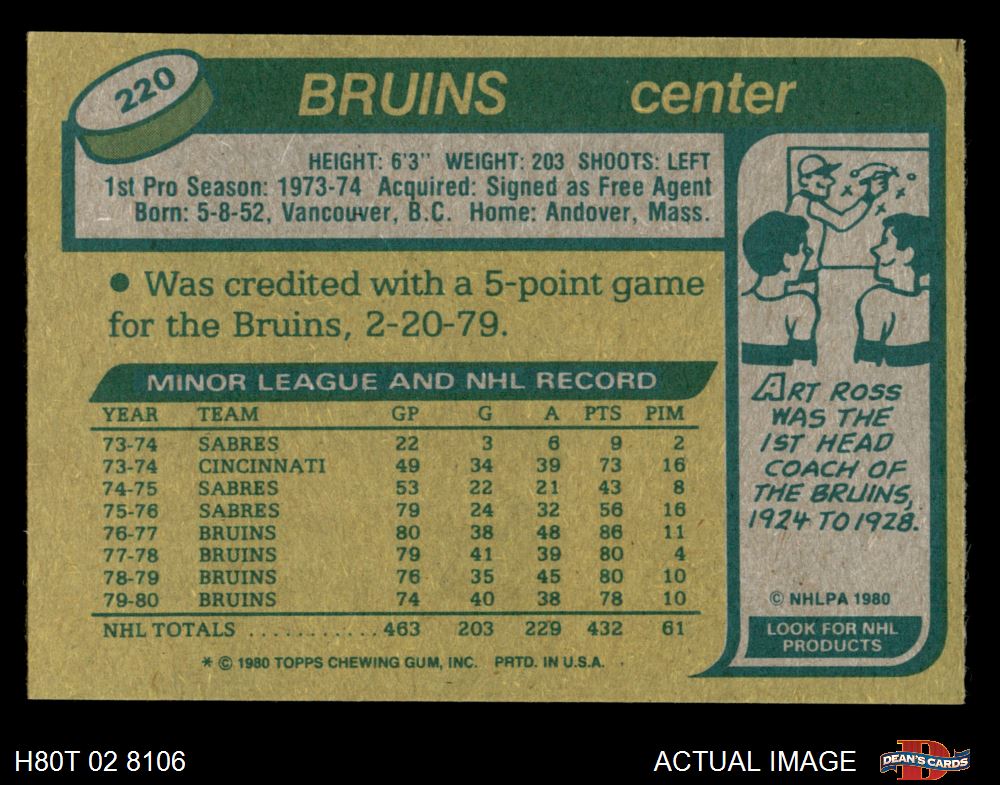 220
BRUINS center
HEIGHT: 6'3" WEIGHT: 203 SHOOTS: LEFT
1st Pro Season: 1973-74 Acquired: Signed as Free Agent
Born: 5-8-52, Vancouver, B.C. Home: Andover, Mass.
• Was credited with a 5-point game
for the Bruins, 2-20-79.
MINOR LEAGUE AND NHL RECORD
YEAR TEAM GP G A PTS PIM
73-74 SABRES 22 3 6 9 2
73-74 CINCINNATI 49 34 39 73 16
74-75 SABRES 53 22 21 43 8
75-76 SABRES 79 24 32 56 16
76-77 BRUINS 80 38 48 86 11
77-78 BRUINS 79 41 39 80 4
78-79 BRUINS 76 35 45 80 10
79-80 BRUINS 74 40 38 78 10
NHL TOTALS ........... 463 203 229 432 61
* © 1980 TOPPS CHEWING GUM, INC. PRTD. IN U.S.A.
ART ROSS
WAS THE
1ST HEAD
COACH OF
THE BRUINS,
1924 TO 1928.
© NHLPA 1980
LOOK FOR NHL
PRODUCTS
H80T 02 8106
ACTUAL IMAGE
D
DEAN'S CARDS